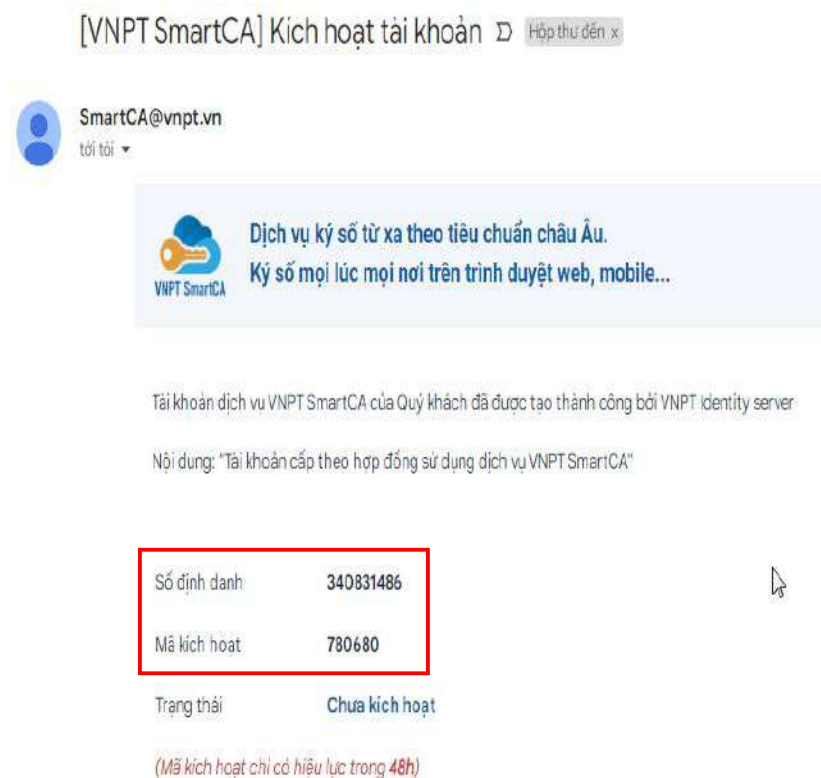 [VNPT SmartCA] Kích hoạt tài khoản Hộp thư đến x
SmartCA@vnpt.vn
tới tôi
Dịch vụ ký số từ xa theo tiêu chuẩn châu Âu.
Ký số mọi lúc mọi nơi trên trình duyệt web, mobile...
VNPT SmartCA
Tài khoản dịch vụ VNPT SmartCA của Quý khách đã được tạo thành công bởi VNPT Identity server
Nội dung: "Tài khoản cấp theo hợp đồng sử dụng dịch vụ VNPT SmartCA"
Số định danh 340831486
Mã kích hoạt 780680
Trạng thái Chưa kích hoạt
(Mã kích hoạt chỉ có hiệu lực trong 48h)